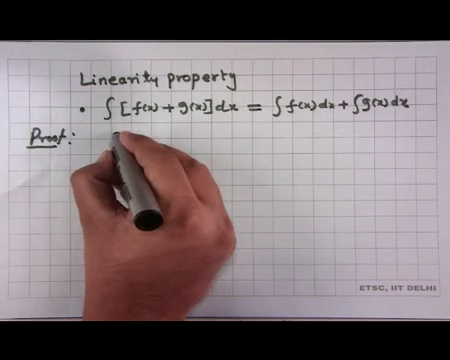 Linearity property
• ∫ [f(x) + g(x)] dx = ∫ f(x) dx + ∫ g(x) dx
Proof:
ETSC, IIT DELHI